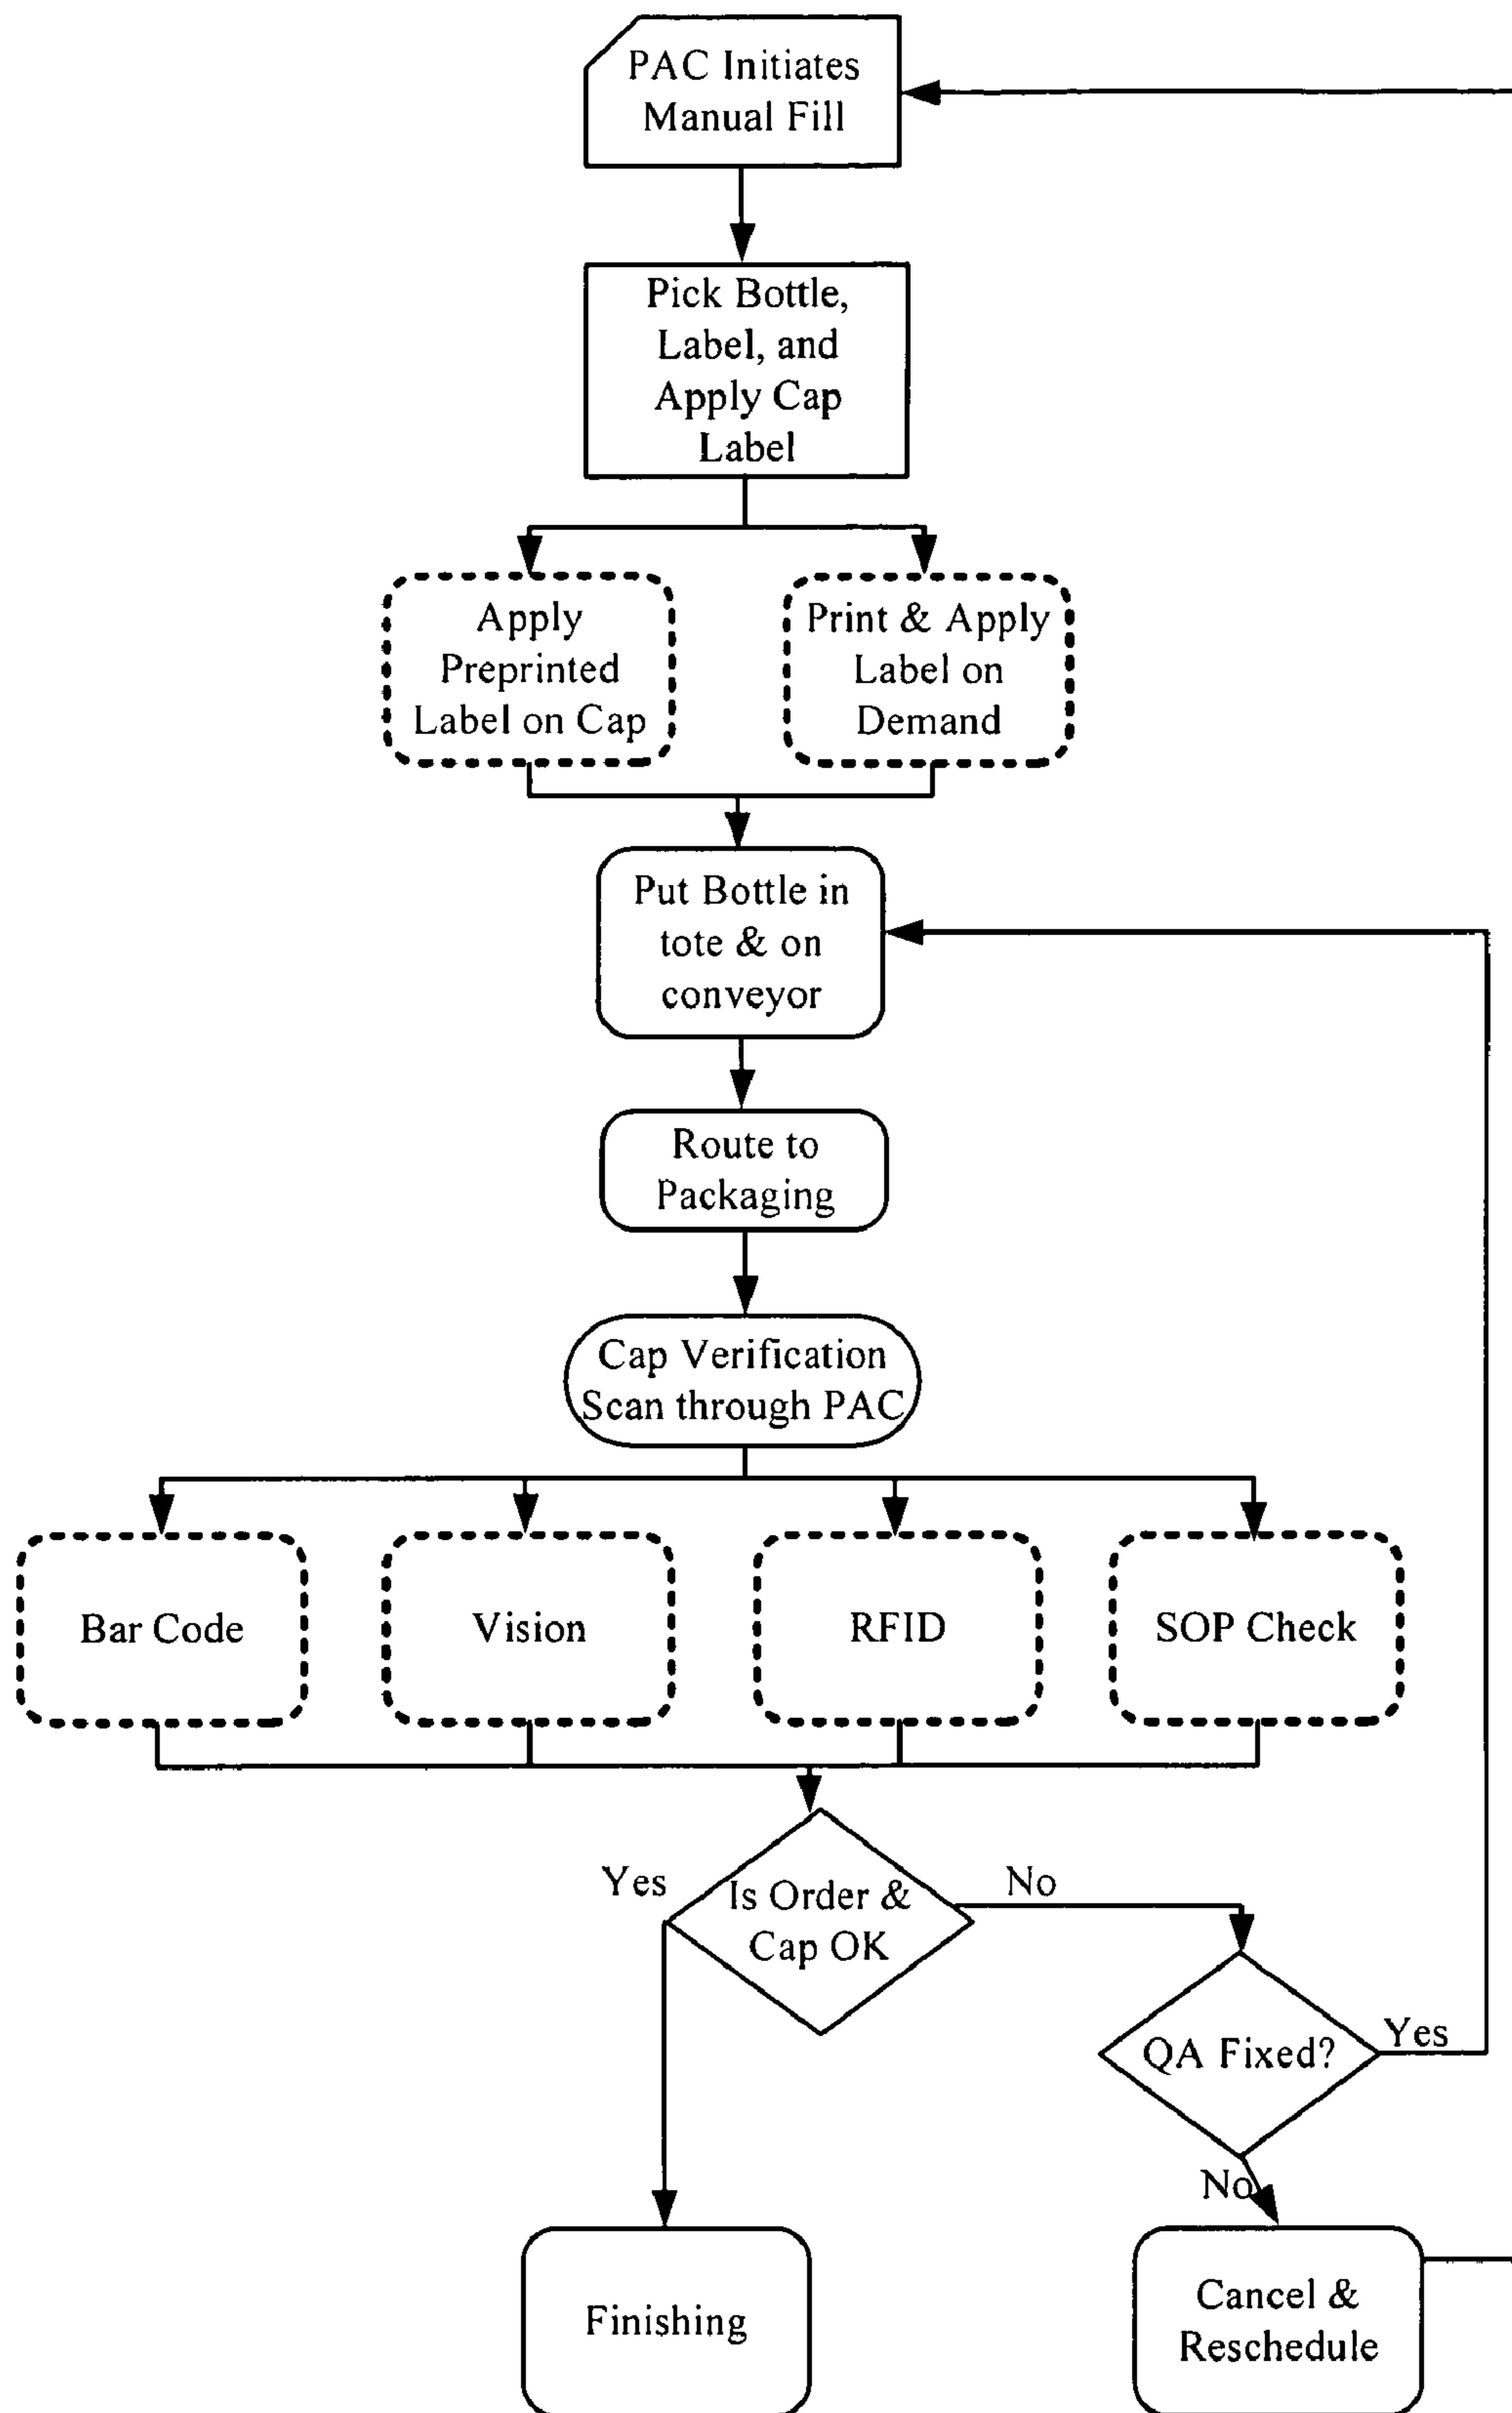 PAC Initiates
Manual Fill
Pick Bottle,
Label, and
Apply Cap
Label
Apply
Preprinted
Label on Cap
Print & Apply
Label on
Demand
Put Bottle in
tote & on
conveyor
Route to
Packaging
Cap Verification
Scan through PAC
Bar Code
Vision
RFID
SOP Check
Yes
Is Order &
Cap OK
No
QA Fixed?
Yes
No
Finishing
Cancel &
Reschedule